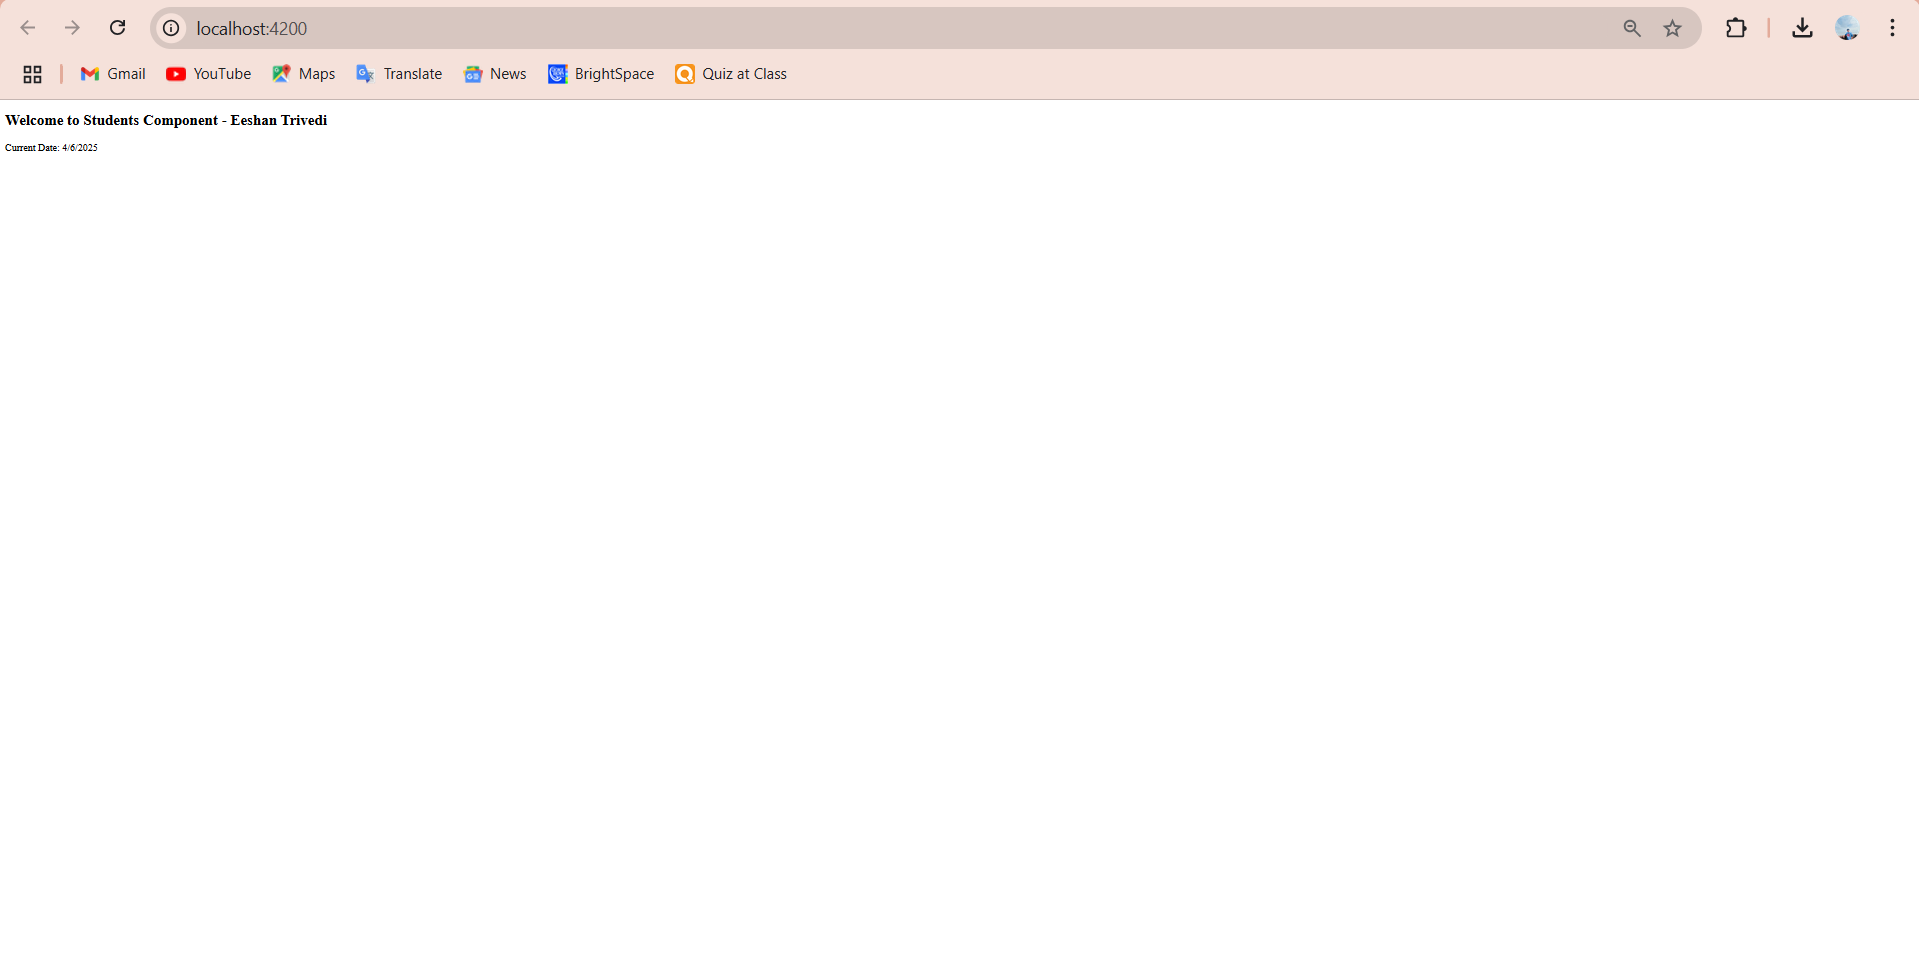 localhost:4200
Gmail YouTube Maps Translate News BrightSpace Quiz at Class
Welcome to Students Component - Eeshan Trivedi
Current Date: 4/6/2025